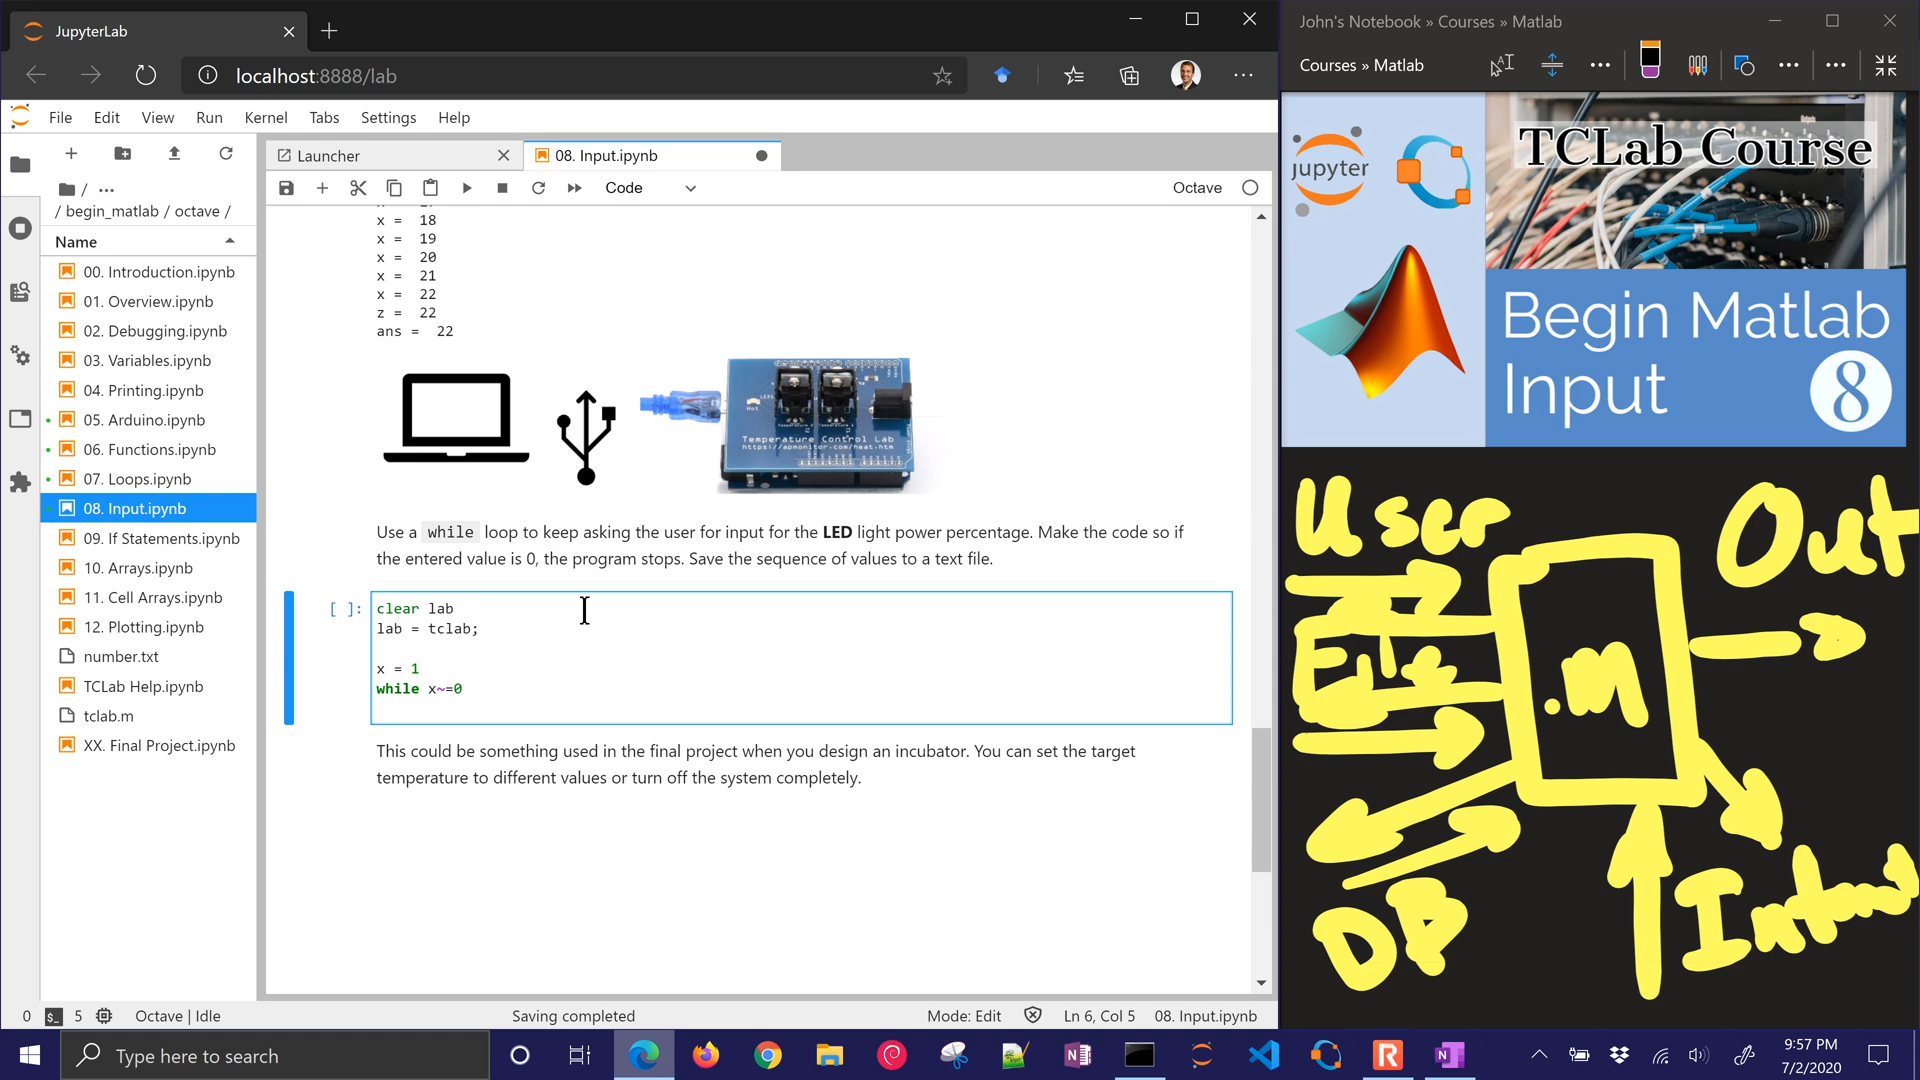 JupyterLab
localhost:8888/lab
File Edit View Run Kernel Tabs Settings Help
/ ...
/ begin_matlab / octave /
Name
00. Introduction.ipynb
01. Overview.ipynb
02. Debugging.ipynb
03. Variables.ipynb
04. Printing.ipynb
05. Arduino.ipynb
06. Functions.ipynb
07. Loops.ipynb
08. Input.ipynb
09. If Statements.ipynb
10. Arrays.ipynb
11. Cell Arrays.ipynb
12. Plotting.ipynb
number.txt
TCLab Help.ipynb
tclab.m
XX. Final Project.ipynb
Launcher
08. Input.ipynb
Code
Octave
x = 18
x = 19
x = 20
x = 21
x = 22
z = 22
ans = 22
Hot
Temperature Control Lab
https://apmonitor.com/heat.htm
Use a while loop to keep asking the user for input for the LED light power percentage. Make the code so if
the entered value is 0, the program stops. Save the sequence of values to a text file.
[ ]:
clear lab
lab = tclab;
x = 1
while x~=0
This could be something used in the final project when you design an incubator. You can set the target
temperature to different values or turn off the system completely.
0 $_ 5 Octave | Idle
Saving completed
Mode: Edit
Ln 6, Col 5
08. Input.ipynb
John's Notebook » Courses » Matlab
Courses » Matlab
jupyter
TCLab Course
Begin Matlab
Input
8
User
Out
.m
DB
Type here to search
9:57 PM
7/2/2020